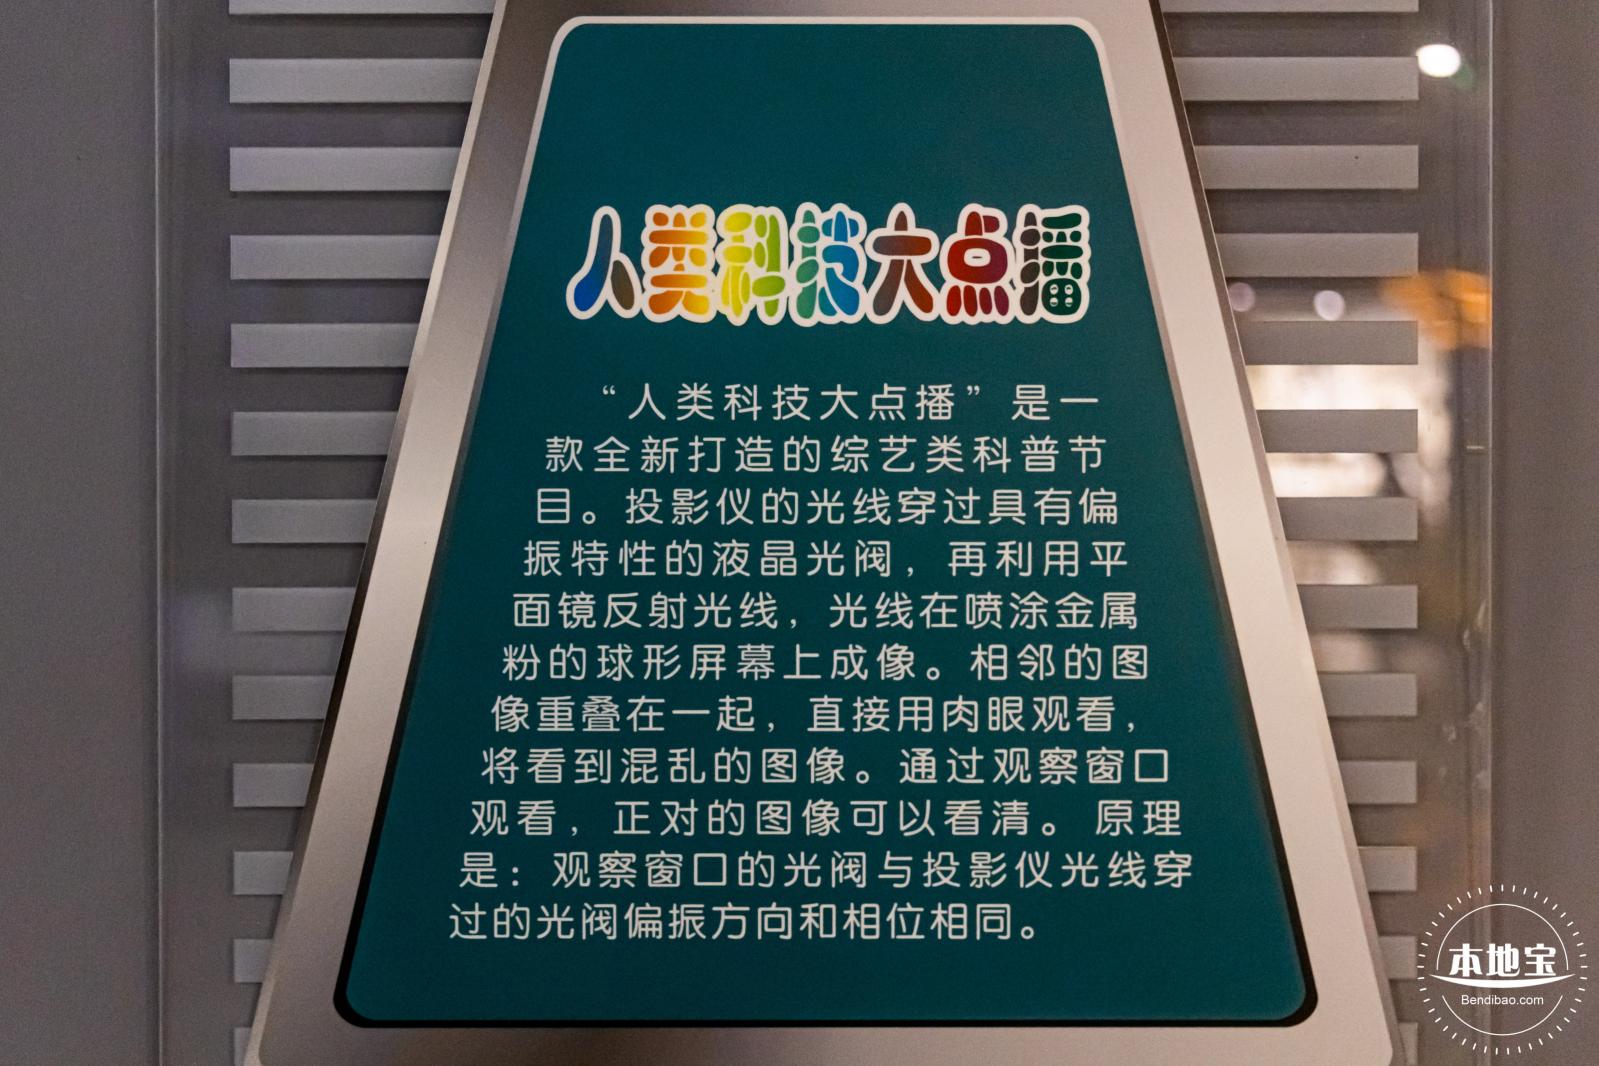 人类科技大点播
“人类科技大点播”是一
款全新打造的综艺类科普节
目。投影仪的光线穿过具有偏
振特性的液晶光阀，再利用平
面镜反射光线，光线在喷涂金属
粉的球形屏幕上成像。相邻的图
像重叠在一起，直接用肉眼观看，
将看到混乱的图像。通过观察窗口
观看，正对的图像可以看清。原理
是：观察窗口的光阀与投影仪光线穿
过的光阀偏振方向和相位相同。
本地宝
Bendibao.com